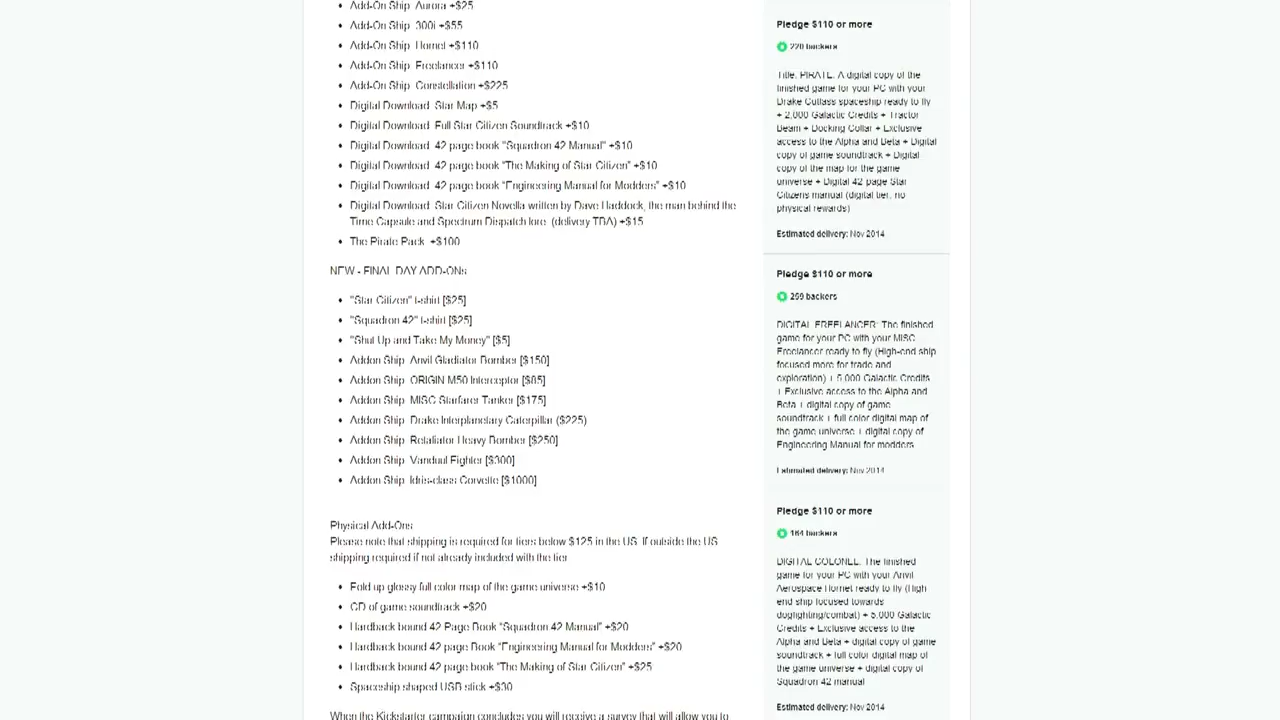 Add-On Ship Aurora +$25
Add-On Ship 300i +$55
Add-On Ship Hornet +$110
Add-On Ship Freelancer +$110
Add-On Ship Constellation +$225
Digital Download Star Map +$5
Digital Download Full Star Citizen Soundtrack +$10
Digital Download 42 page book "Squadron 42 Manual" +$10
Digital Download 42 page book "The Making of Star Citizen" +$10
Digital Download 42 page book "Engineering Manual for Modders" +$10
Digital Download Star Citizen Novella written by Dave Haddock, the man behind the
Time Capsule and Spectrum Dispatch lore (delivery TBA) +$15
The Pirate Pack +$100
NEW - FINAL DAY ADD-ONs
"Star Citizen" t-shirt [$25]
"Squadron 42" t-shirt [$25]
"Shut Up and Take My Money" [$5]
Addon Ship Anvil Gladiator Bomber [$150]
Addon Ship ORIGIN M50 Interceptor [$85]
Addon Ship MISC Starfarer Tanker [$175]
Addon Ship Drake Interplanetary Caterpillar ($225)
Addon Ship Retaliator Heavy Bomber [$250]
Addon Ship Vanduul Fighter [$300]
Addon Ship Idris-class Corvette [$1000]
Physical Add-Ons
Please note that shipping is required for tiers below $125 in the US. If outside the US
shipping required if not already included with the tier
Fold up glossy full color map of the game universe +$10
CD of game soundtrack +$20
Hardback bound 42 Page Book "Squadron 42 Manual" +$20
Hardback bound 42 page Book "Engineering Manual for Modders" +$20
Hardback bound 42 page book "The Making of Star Citizen" +$25
Spaceship shaped USB stick +$30
When the Kickstarter campaign concludes you will receive a survey that will allow you to
Pledge $110 or more
220 backers
Title: PIRATE. A digital copy of the
finished game for your PC with your
Drake Cutlass spaceship ready to fly
+ 2,000 Galactic Credits + Tractor
Beam + Docking Collar + Exclusive
access to the Alpha and Beta + Digital
copy of game soundtrack + Digital
copy of the map for the game
universe + Digital 42 page Star
Citizens manual (digital tier, no
physical rewards)
Estimated delivery: Nov 2014
Pledge $110 or more
259 backers
DIGITAL FREELANCER: The finished
game for your PC with your MISC
Freelancer ready to fly (High-end ship
focused more for trade and
exploration) + 5,000 Galactic Credits
+ Exclusive access to the Alpha and
Beta + digital copy of game
soundtrack + full color digital map of
the game universe + digital copy of
Engineering Manual for modders
Estimated delivery: Nov 2014
Pledge $110 or more
164 backers
DIGITAL COLONEL: The finished
game for your PC with your Anvil
Aerospace Hornet ready to fly (High
end ship focused towards
dogfighting/combat) + 5,000 Galactic
Credits + Exclusive access to the
Alpha and Beta + digital copy of game
soundtrack + full color digital map of
the game universe + digital copy of
Squadron 42 manual
Estimated delivery: Nov 2014